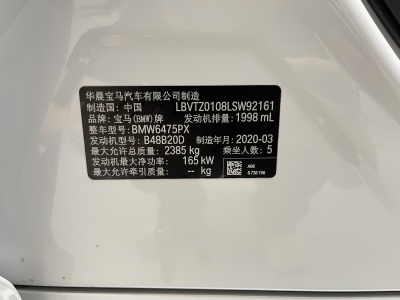 华晨宝马汽车有限公司制造
制造国: 中国 LBVTZ0108LSW92161
品牌: 宝马(BMW)牌 发动机排量: 1998 mL
整车型号: BMW6475PX
发动机型号: B48B20D 制造年月: 2020-03
最大允许总质量: 2385 kg 乘坐人数: 5
发动机最大净功率: 165 kW
最大允许牵引质量: -- kg
A96